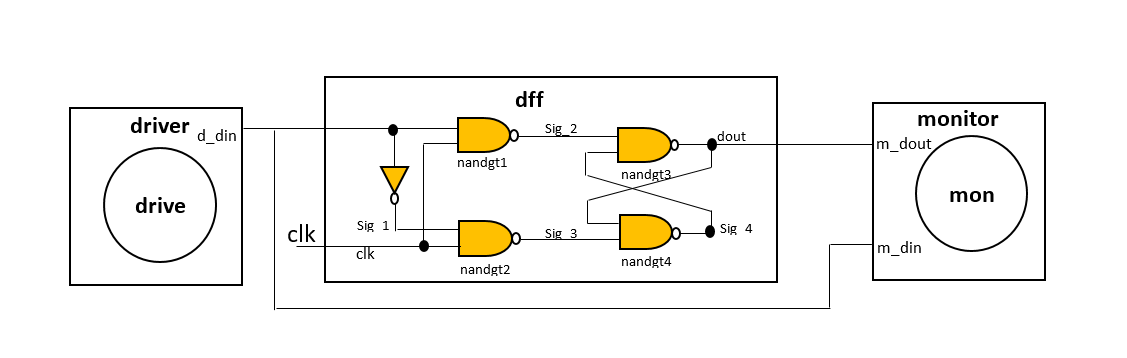 dff
driver
d_din
drive
Sig_2
nandgt1
dout
nandgt3
Sig_1
clk
clk
Sig_3
nandgt2
Sig_4
nandgt4
monitor
m_dout
mon
m_din